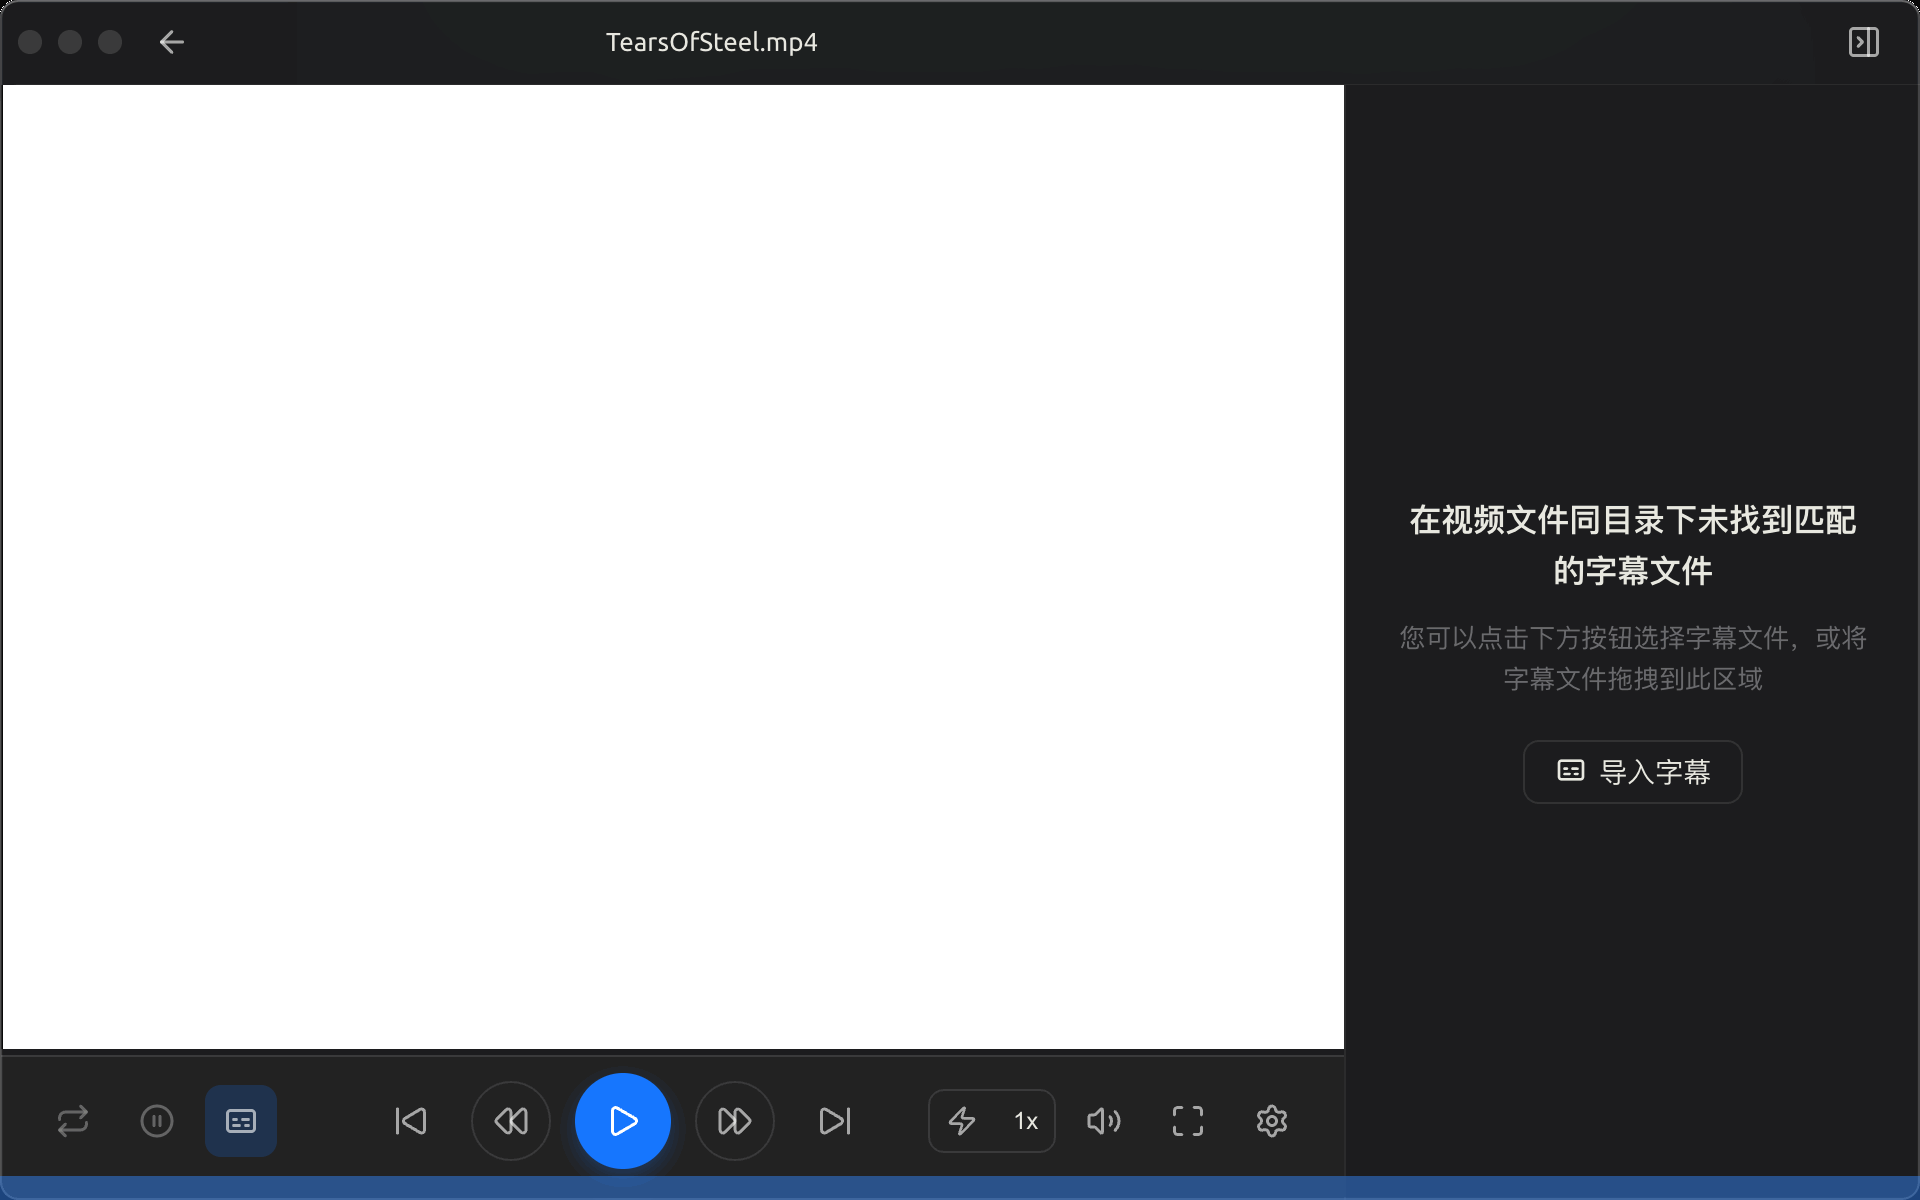 TearsOfSteel.mp4
在视频文件同目录下未找到匹配
的字幕文件
您可以点击下方按钮选择字幕文件，或将
字幕文件拖拽到此区域
导入字幕
1x